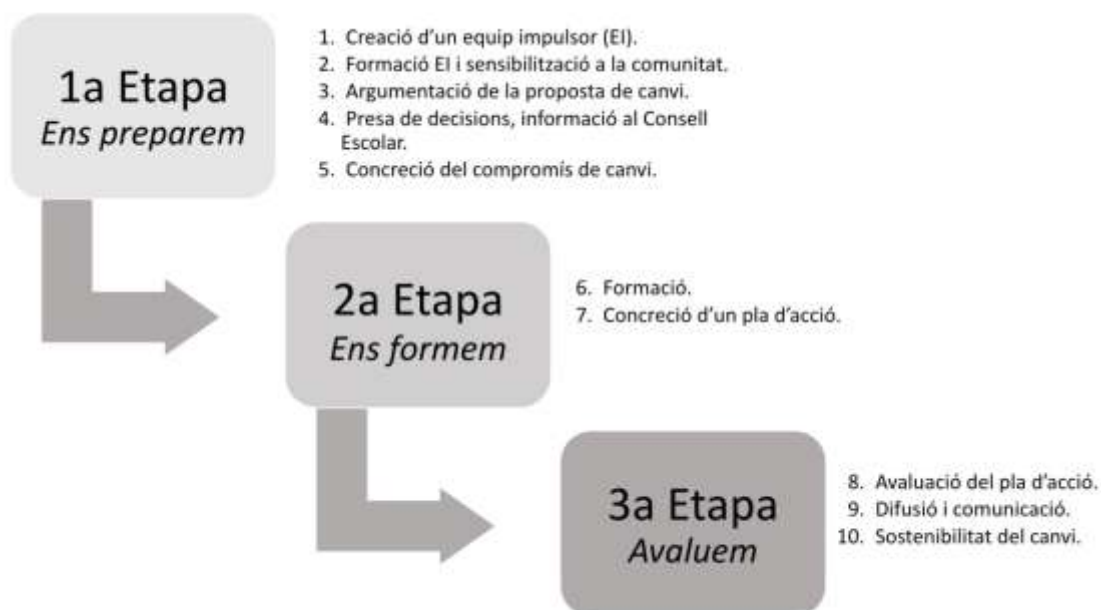 1a Etapa
Ens preparem
1. Creació d'un equip impulsor (EI).
2. Formació EI i sensibilització a la comunitat.
3. Argumentació de la proposta de canvi.
4. Presa de decisions, informació al Consell
Escolar.
5. Concreció del compromís de canvi.
2a Etapa
Ens formem
6. Formació.
7. Concreció d'un pla d'acció.
3a Etapa
Avaluem
8. Avaluació del pla d'acció.
9. Difusió i comunicació.
10. Sostenibilitat del canvi.